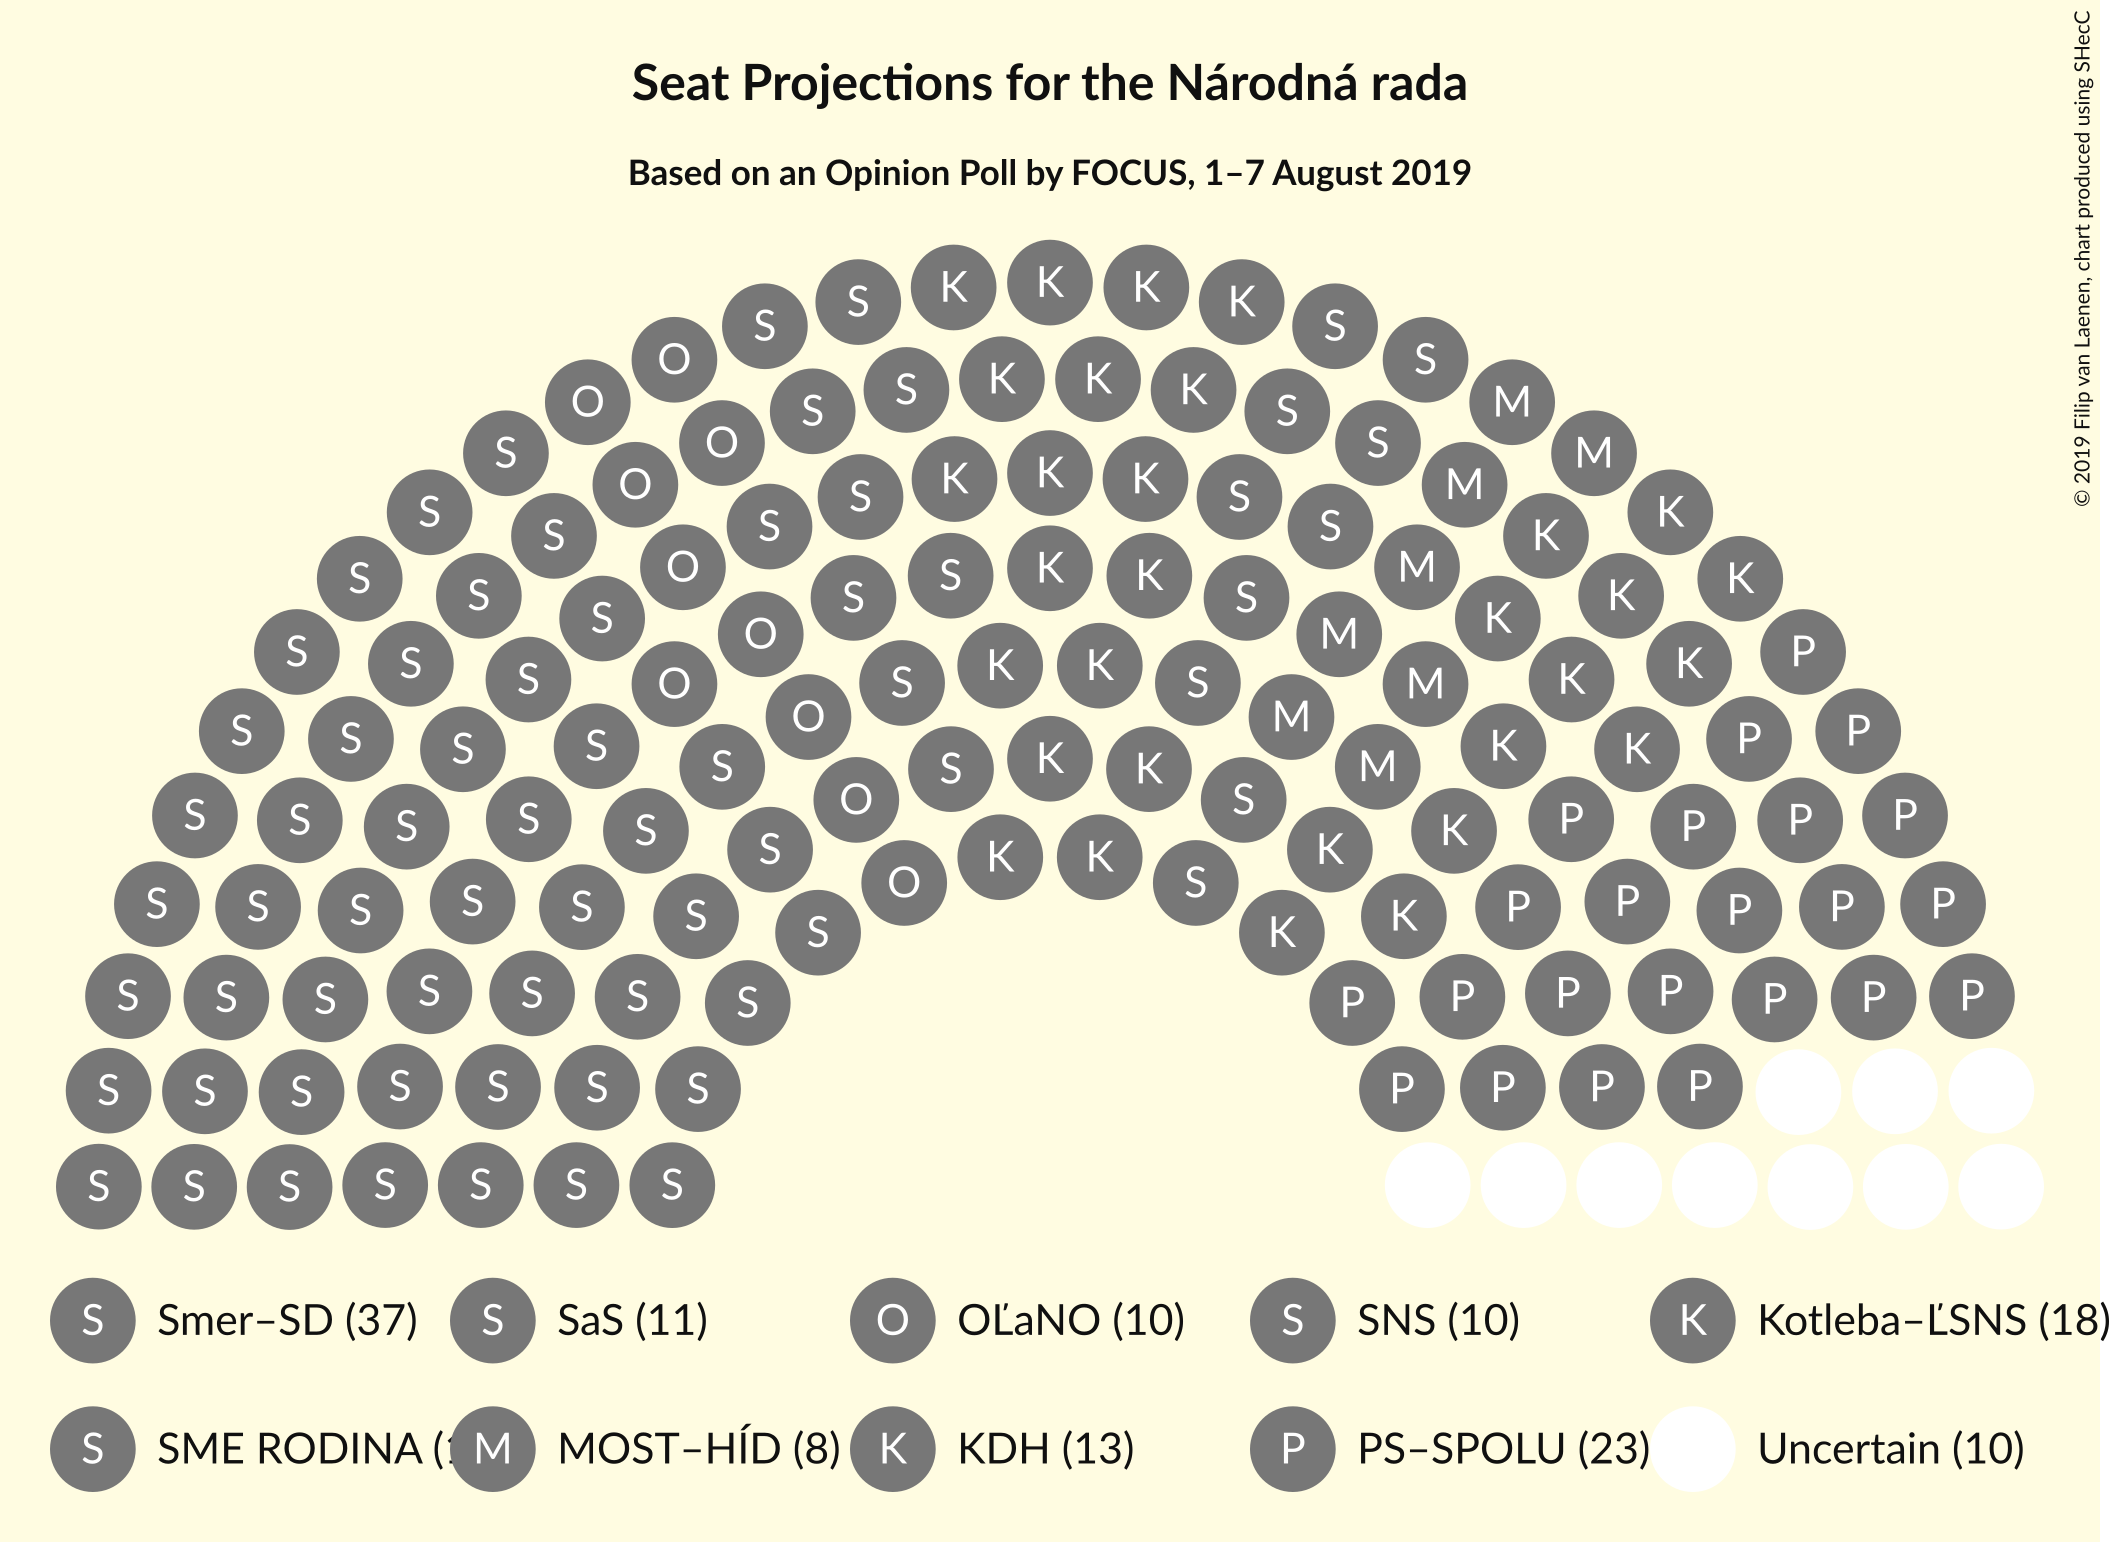 Seat Projections for the Národná rada
Based on an Opinion Poll by FOCUS, 1–7 August 2019
© 2019 Filip van Laenen, chart produced using SHecC
K
S K K K
S S
O K S
S K K K M
O S S S
O S K K K S M
S O S K K K S M K
S S O S S K K S S M K K
S S S O O S S K K S M M K K P
S S S S O O S K K S M M K K P P
S S S S S S O S K K S M K K P P P
S S S S S S O K K S K K P P P P P
S S S S S S S K P P P P P P
S S S S S S S P P P P P P P
S S S S S S S P P P P
S S S S S S S
S Smer–SD (37) S SaS (11) O OĽaNO (10) S SNS (10) K Kotleba–ĽSNS (18)
S SME RODINA ( M MOST–HÍD (8) K KDH (13) P PS–SPOLU (23) Uncertain (10)